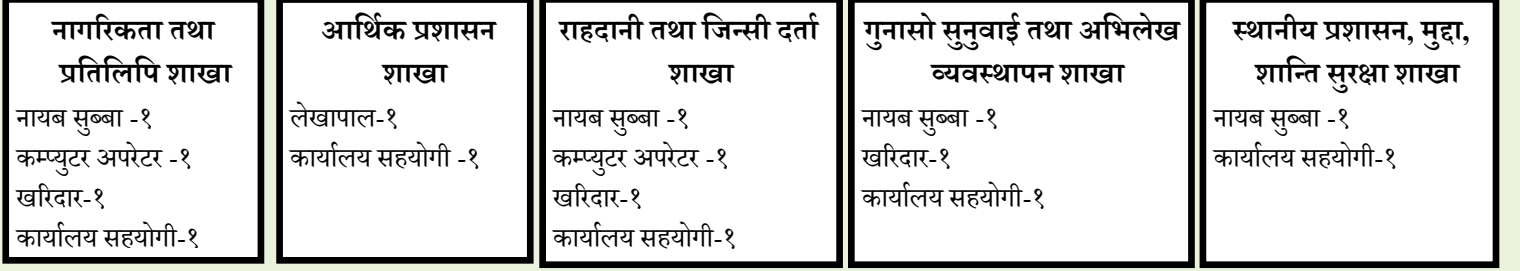 नागरिकता तथा
प्रतिलिपि शाखा
नायब सुब्बा -१
कम्प्युटर अपरेटर -१
खरिदार-१
कार्यालय सहयोगी-१
आर्थिक प्रशासन
शाखा
लेखापाल-१
कार्यालय सहयोगी -१
राहदानी तथा जिन्सी दर्ता
शाखा
नायब सुब्बा -१
कम्प्युटर अपरेटर -१
खरिदार-१
कार्यालय सहयोगी-१
गुनासो सुनुवाई तथा अभिलेख
व्यवस्थापन शाखा
नायब सुब्बा -१
खरिदार-१
कार्यालय सहयोगी-१
स्थानीय प्रशासन, मुद्दा,
शान्ति सुरक्षा शाखा
नायब सुब्बा -१
कार्यालय सहयोगी-१